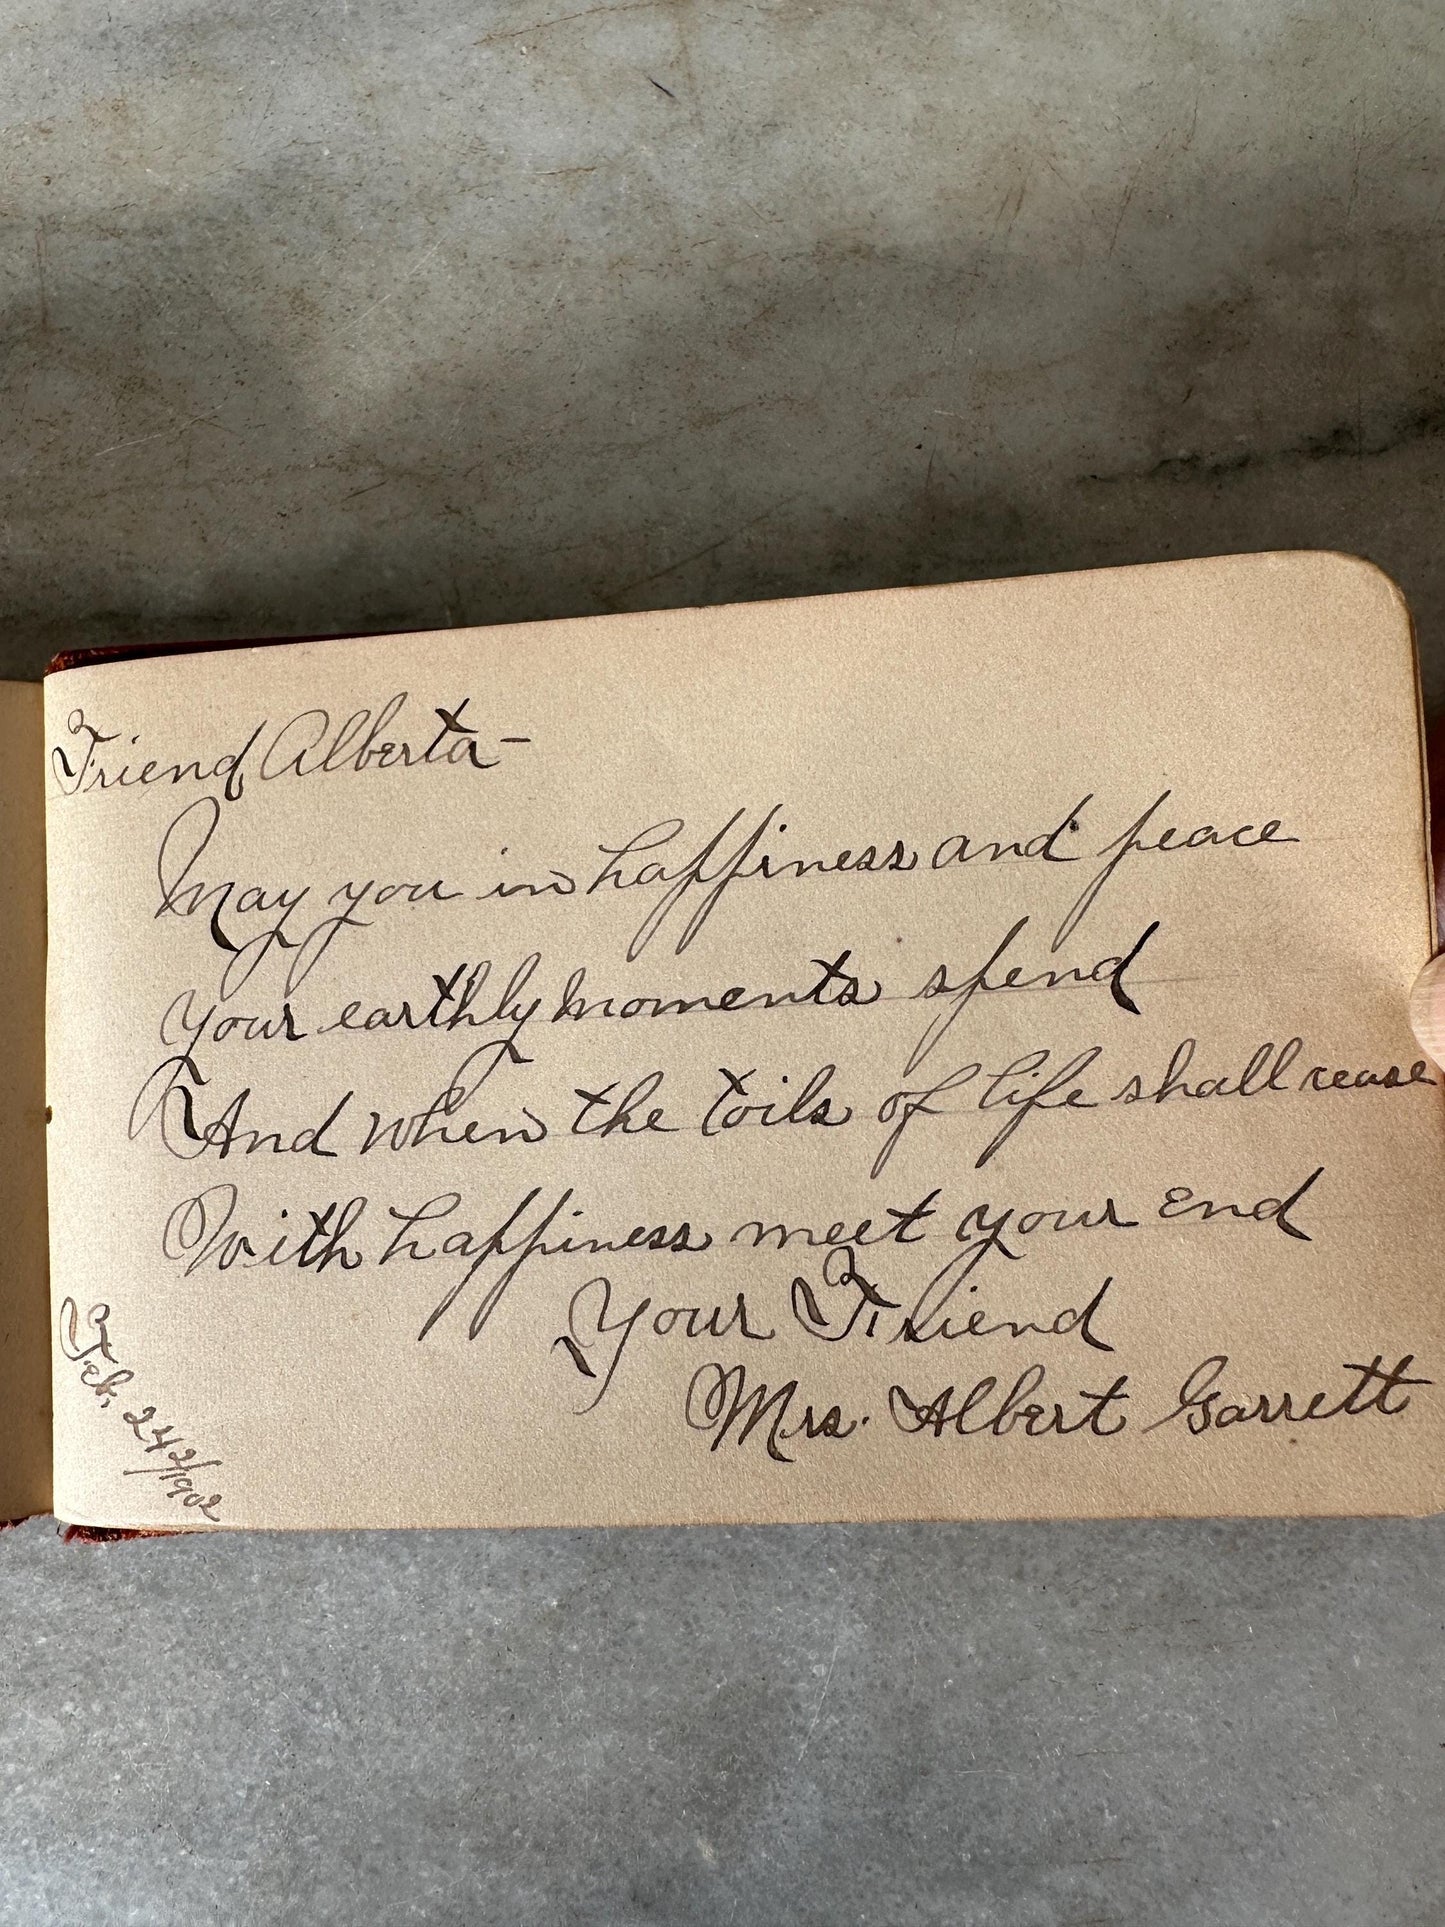 Friend Alberta-
May you in happiness and peace
Your earthly moments spend
And when the toils of life shall cease
With happiness meet your end
Your Friend
Mrs. Albert Garrett
Feb. 24th/1902